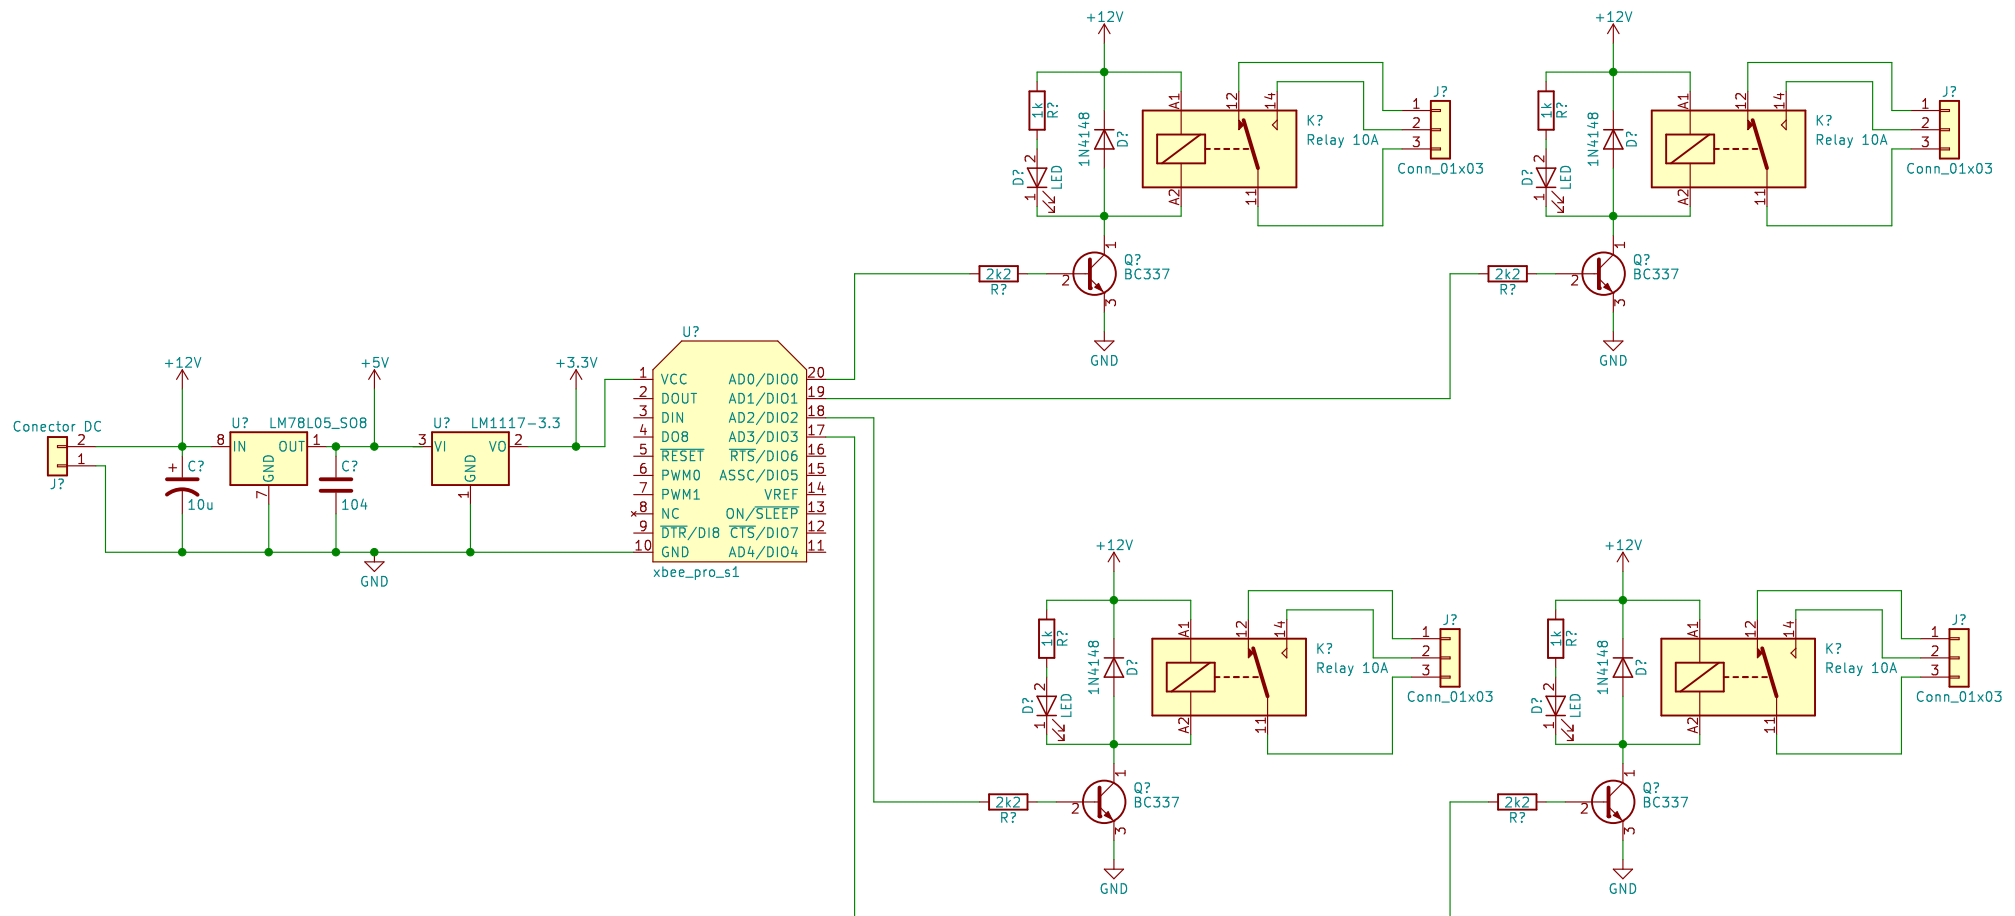 +12V
1k
R?
2
D?
LED
1
1N4148
D?
A1
A2
12
14
11
K?
Relay 10A
J?
1
2
3
Conn_01x03
2k2
R?
1
2
3
Q?
BC337
GND
+12V
1k
R?
2
D?
LED
1
1N4148
D?
A1
A2
12
14
11
K?
Relay 10A
J?
1
2
3
Conn_01x03
2k2
R?
1
2
3
Q?
BC337
GND
Conector DC
2
1
J?
+12V
+ C?
10u
U? LM78L05_SO8
8 IN OUT 1
GND
7
C?
104
+5V
U? LM1117-3.3
3 VI VO 2
GND
1
+3.3V
GND
U?
1 VCC AD0/DIO0 20
2 DOUT AD1/DIO1 19
3 DIN AD2/DIO2 18
4 DO8 AD3/DIO3 17
5 RESET RTS/DIO6 16
6 PWM0 ASSC/DIO5 15
7 PWM1 VREF 14
8 NC ON/SLEEP 13
9 DTR/DI8 CTS/DIO7 12
10 GND AD4/DIO4 11
xbee_pro_s1
+12V
1k
R?
2
D?
LED
1
1N4148
D?
A1
A2
12
14
11
K?
Relay 10A
J?
1
2
3
Conn_01x03
2k2
R?
1
2
3
Q?
BC337
GND
+12V
1k
R?
2
D?
LED
1
1N4148
D?
A1
A2
12
14
11
K?
Relay 10A
J?
1
2
3
Conn_01x03
2k2
R?
1
2
3
Q?
BC337
GND